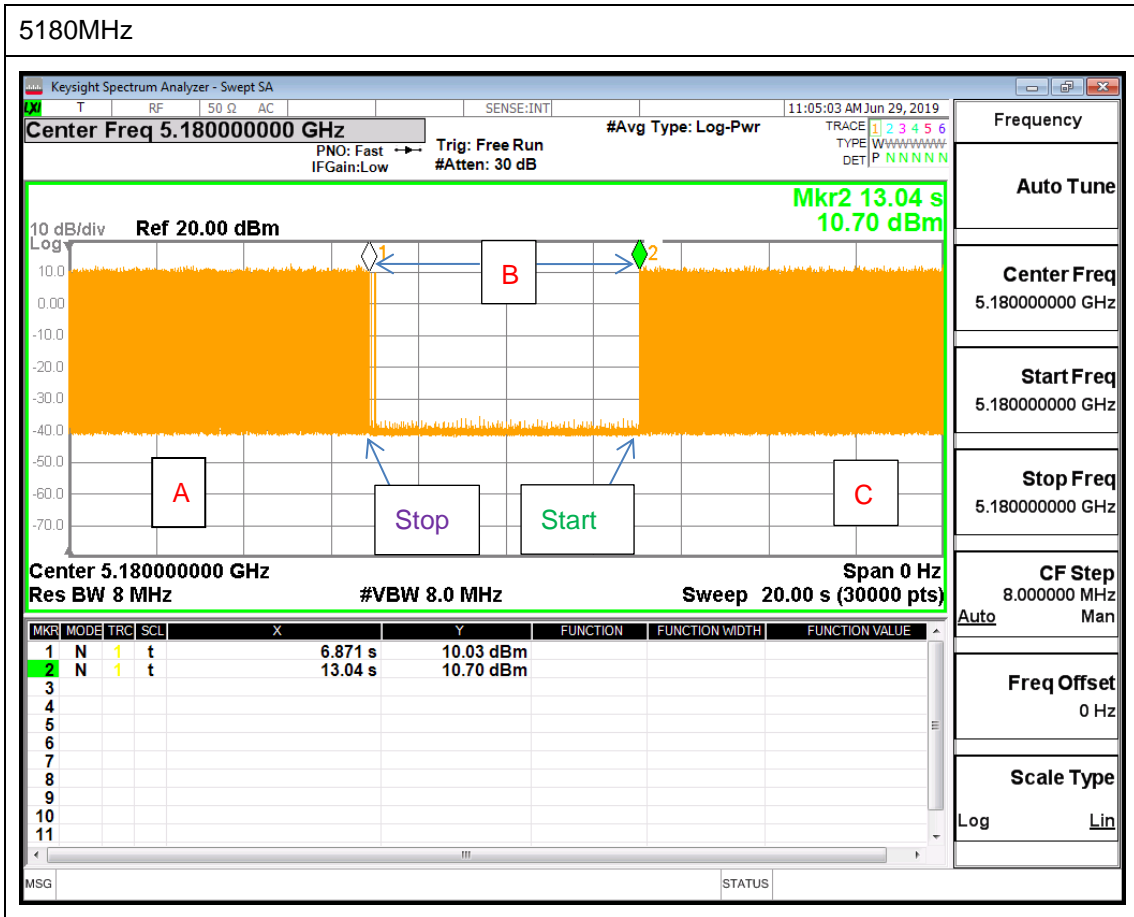 5180MHz
Keysight Spectrum Analyzer - Swept SA
LXI T RF 50 Ω AC SENSE:INT 11:05:03 AM Jun 29, 2019
Center Freq 5.180000000 GHz
PNO: Fast
IFGain:Low
Trig: Free Run
#Atten: 30 dB
#Avg Type: Log-Pwr
TRACE 1 2 3 4 5 6
TYPE WWWWWWW
DET P N N N N N
Mkr2 13.04 s
10.70 dBm
10 dB/div Ref 20.00 dBm
Log
10.0
0.00
-10.0
-20.0
-30.0
-40.0
-50.0
-60.0
-70.0
1
2
B
A
C
Stop
Start
Center 5.180000000 GHz Span 0 Hz
Res BW 8 MHz #VBW 8.0 MHz Sweep 20.00 s (30000 pts)
MKR MODE TRC SCL X Y FUNCTION FUNCTION WIDTH FUNCTION VALUE
1 N 1 t 6.871 s 10.03 dBm
2 N 1 t 13.04 s 10.70 dBm
3
4
5
6
7
8
9
10
11
MSG STATUS
Frequency
Auto Tune
Center Freq
5.180000000 GHz
Start Freq
5.180000000 GHz
Stop Freq
5.180000000 GHz
CF Step
8.000000 MHz
Auto Man
Freq Offset
0 Hz
Scale Type
Log Lin